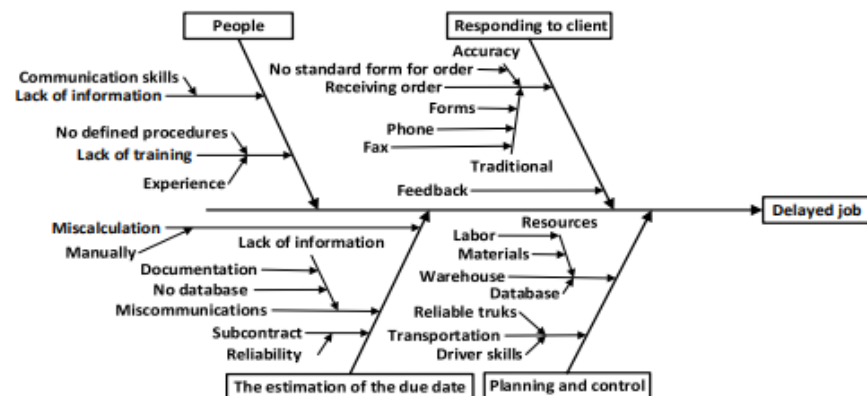 People
Responding to client
Accuracy
Communication skills
No standard form for order
Lack of information
Receiving order
Forms
No defined procedures
Phone
Lack of training
Fax
Experience
Traditional
Feedback
Delayed job
Miscalculation
Resources
Manually
Lack of information
Labor
Materials
Documentation
Warehouse
No database
Database
Miscommunications
Reliable truks
Subcontract
Transportation
Reliability
Driver skills
The estimation of the due date
Planning and control